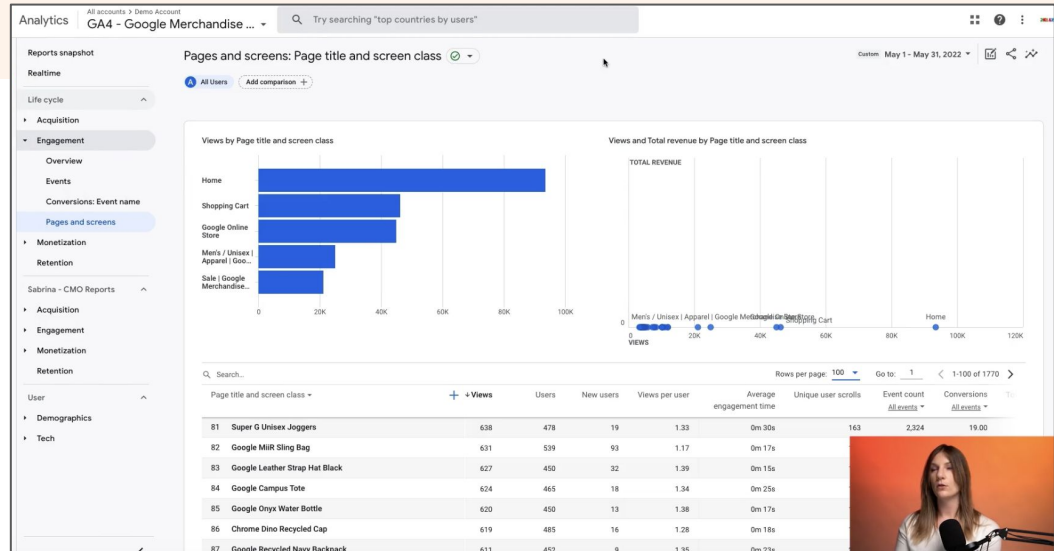 Analytics
All accounts > Demo Account
GA4 - Google Merchandise ...
Try searching "top countries by users"
Reports snapshot
Realtime
Life cycle
Acquisition
Engagement
Overview
Events
Conversions: Event name
Pages and screens
Monetization
Retention
Sabrina - CMO Reports
Acquisition
Engagement
Monetization
Retention
User
Demographics
Tech
Pages and screens: Page title and screen class
Custom May 1 - May 31, 2022
A All Users
Add comparison +
Views by Page title and screen class
Home
Shopping Cart
Google Online
Store
Men's / Unisex |
Apparel | Goo...
Sale | Google
Merchandise...
0 20K 40K 60K 80K 100K
Views and Total revenue by Page title and screen class
TOTAL REVENUE
Men's / Unisex | Apparel | Google Shopping Cart Home
0
0 20K 40K 60K 80K 100K 120K
VIEWS
Search...
Rows per page: 100 Go to: 1 1-100 of 1770
Page title and screen class + Views Users New users Views per user Average engagement time Unique user scrolls Event count All events Conversions All events
81 Super G Unisex Joggers 638 478 19 1.33 0m 30s 163 2,324 19.00
82 Google MiiR Sling Bag 631 539 93 1.17 0m 17s
83 Google Leather Strap Hat Black 627 450 32 1.39 0m 15s
84 Google Campus Tote 624 465 18 1.34 0m 25s
85 Google Onyx Water Bottle 620 450 13 1.38 0m 17s
86 Chrome Dino Recycled Cap 619 485 16 1.28 0m 18s
87 Google Recycled Navy Backpack 611 452 9 1.35 0m 23s